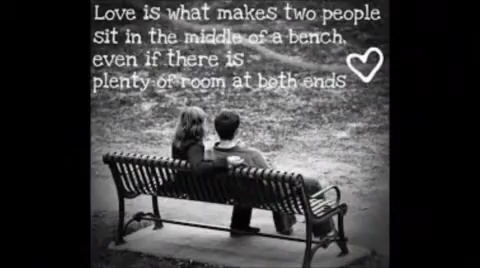 Love is what makes two people
sit in the middle of a bench,
even if there is
plenty of room at both ends